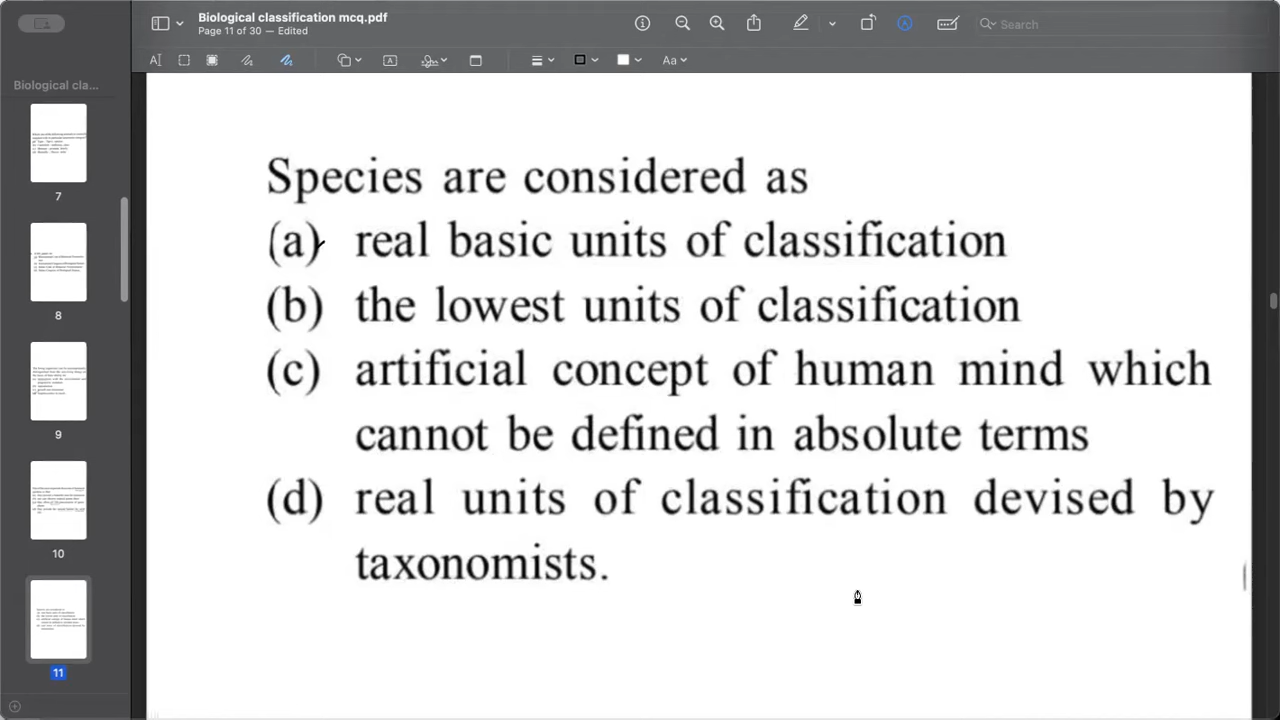 Biological classification mcq.pdf
Page 11 of 30 — Edited
Search
Biological cla...
7
8
9
10
11
Species are considered as
(a) real basic units of classification
(b) the lowest units of classification
(c) artificial concept of human mind which
cannot be defined in absolute terms
(d) real units of classification devised by
taxonomists.